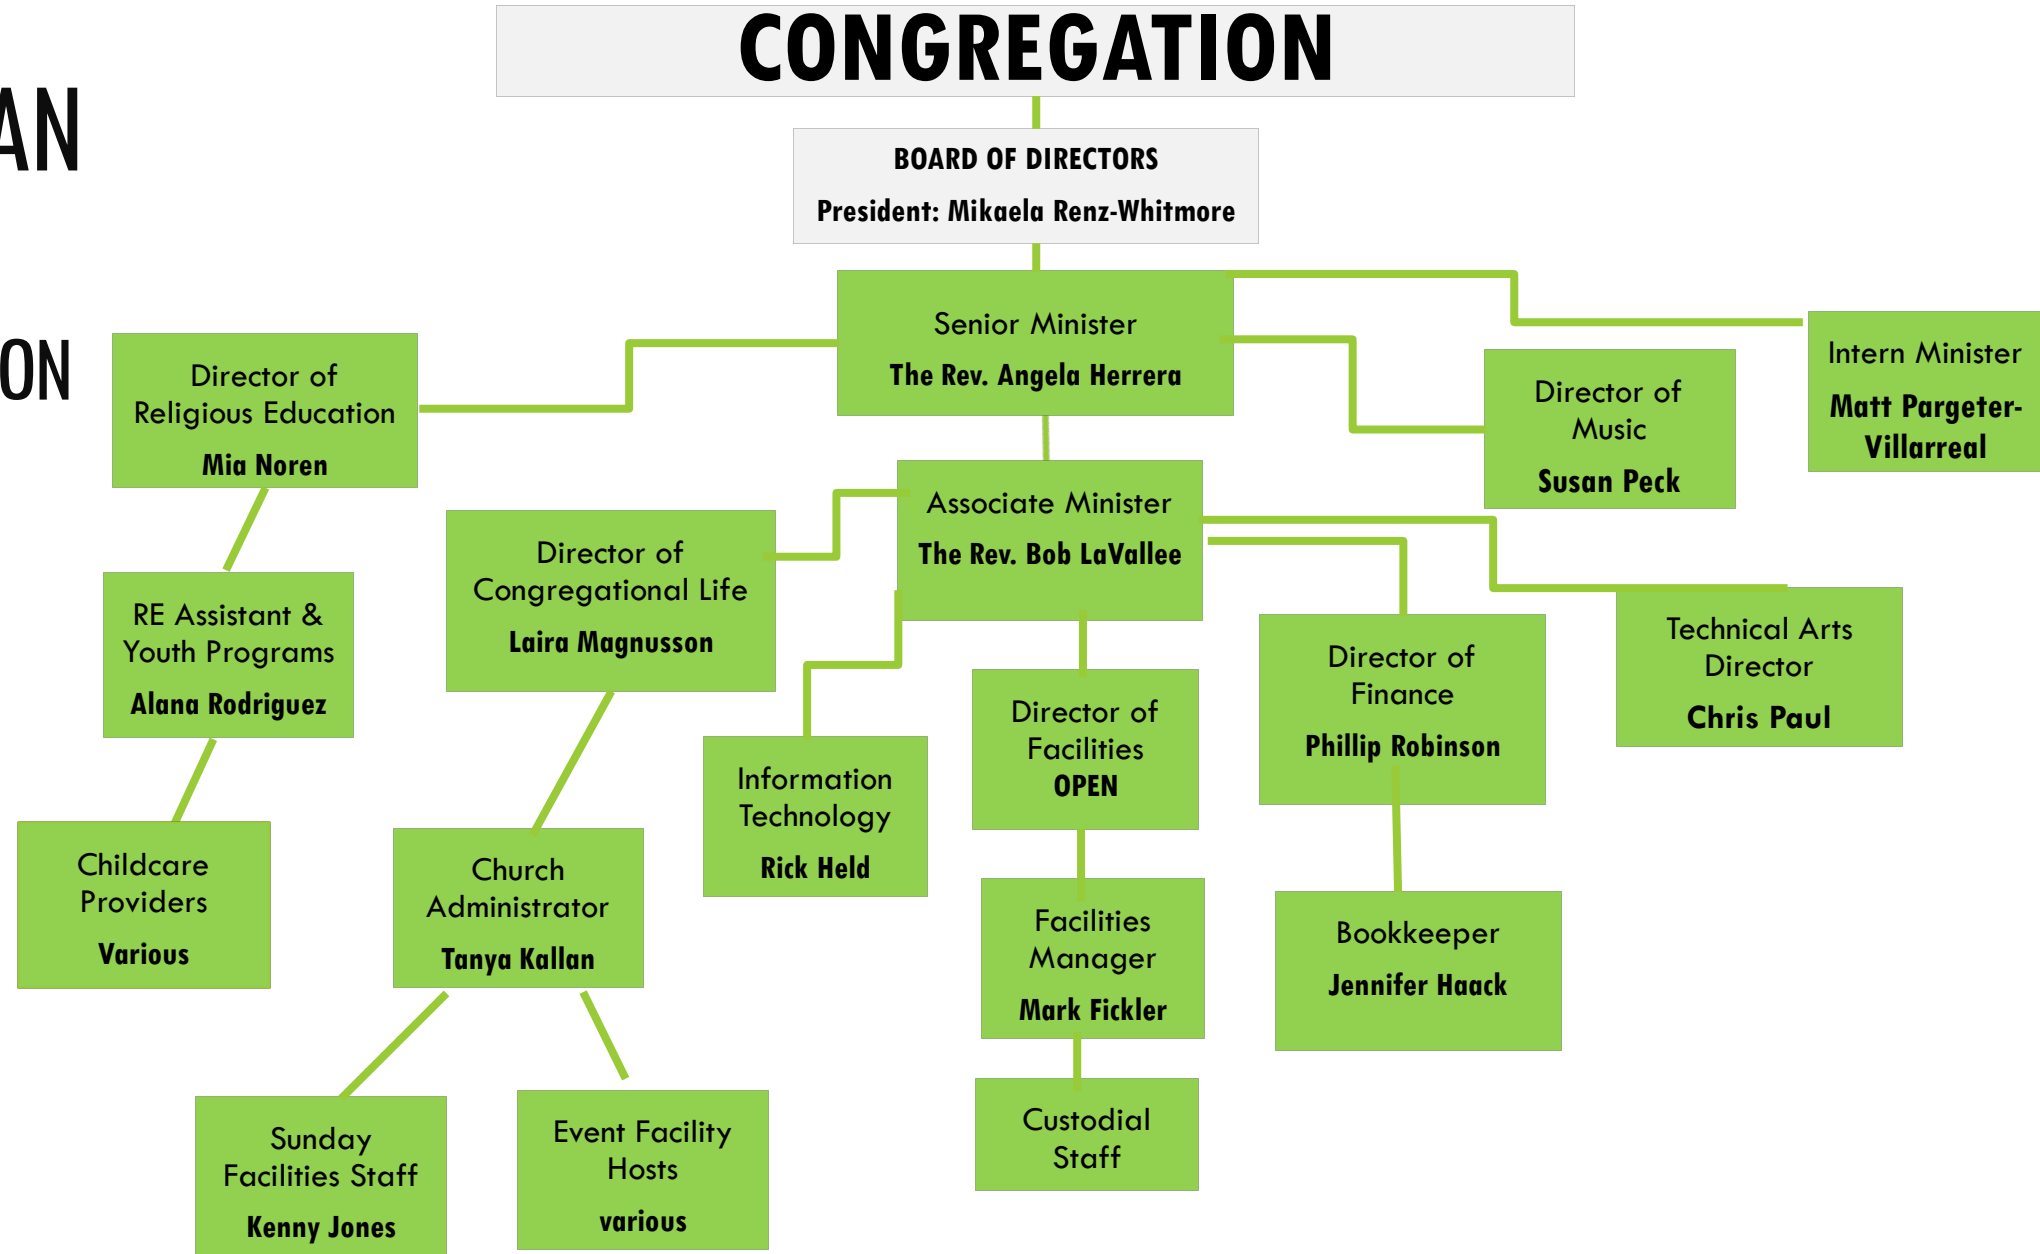 CONGREGATION
AN
BOARD OF DIRECTORS
President: Mikaela Renz-Whitmore
ON
Senior Minister
The Rev. Angela Herrera
Director of
Religious Education
Mia Noren
Director of
Music
Susan Peck
Intern Minister
Matt Pargeter-
Villarreal
Associate Minister
The Rev. Bob LaVallee
Director of
Congregational Life
Laira Magnusson
RE Assistant &
Youth Programs
Alana Rodriguez
Information
Technology
Rick Held
Director of
Facilities
OPEN
Director of
Finance
Phillip Robinson
Technical Arts
Director
Chris Paul
Childcare
Providers
Various
Church
Administrator
Tanya Kallan
Facilities
Manager
Mark Fickler
Bookkeeper
Jennifer Haack
Sunday
Facilities Staff
Kenny Jones
Event Facility
Hosts
various
Custodial
Staff